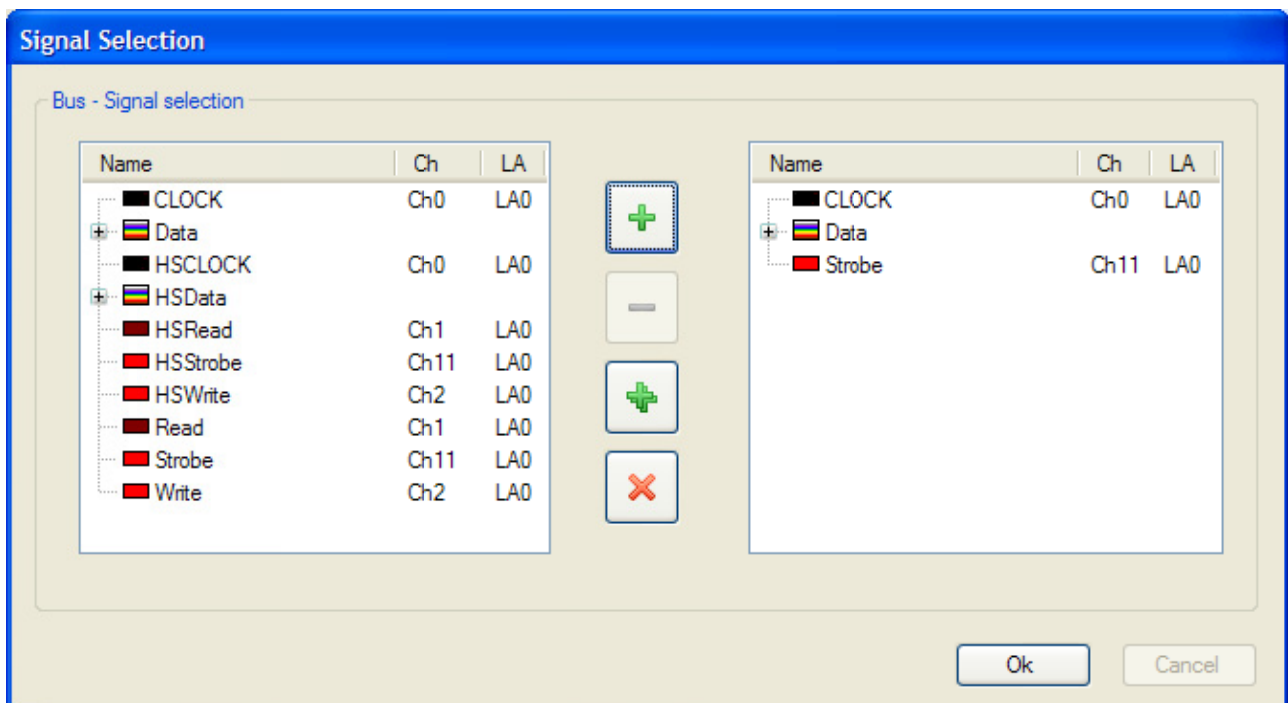 Signal Selection
Bus - Signal selection
Name Ch LA
CLOCK Ch0 LA0
Data
HSCLOCK Ch0 LA0
HSData
HSRead Ch1 LA0
HSStrobe Ch11 LA0
HSWrite Ch2 LA0
Read Ch1 LA0
Strobe Ch11 LA0
Write Ch2 LA0
Name Ch LA
CLOCK Ch0 LA0
Data
Strobe Ch11 LA0
Ok Cancel